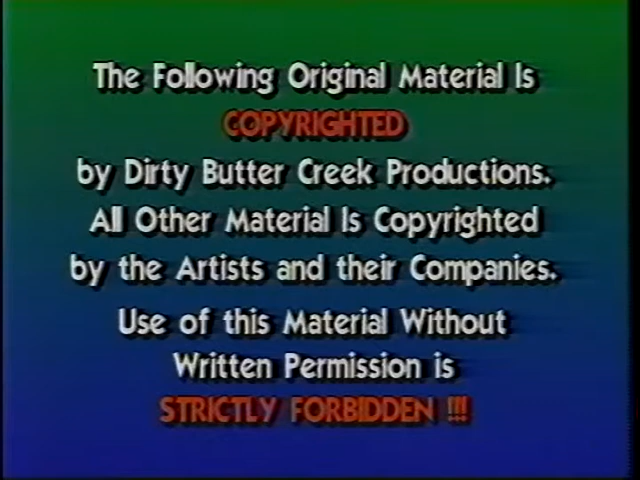 The Following Original Material Is
COPYRIGHTED
by Dirty Butter Creek Productions.
All Other Material Is Copyrighted
by the Artists and their Companies.
Use of this Material Without
Written Permission is
STRICTLY FORBIDDEN !!!